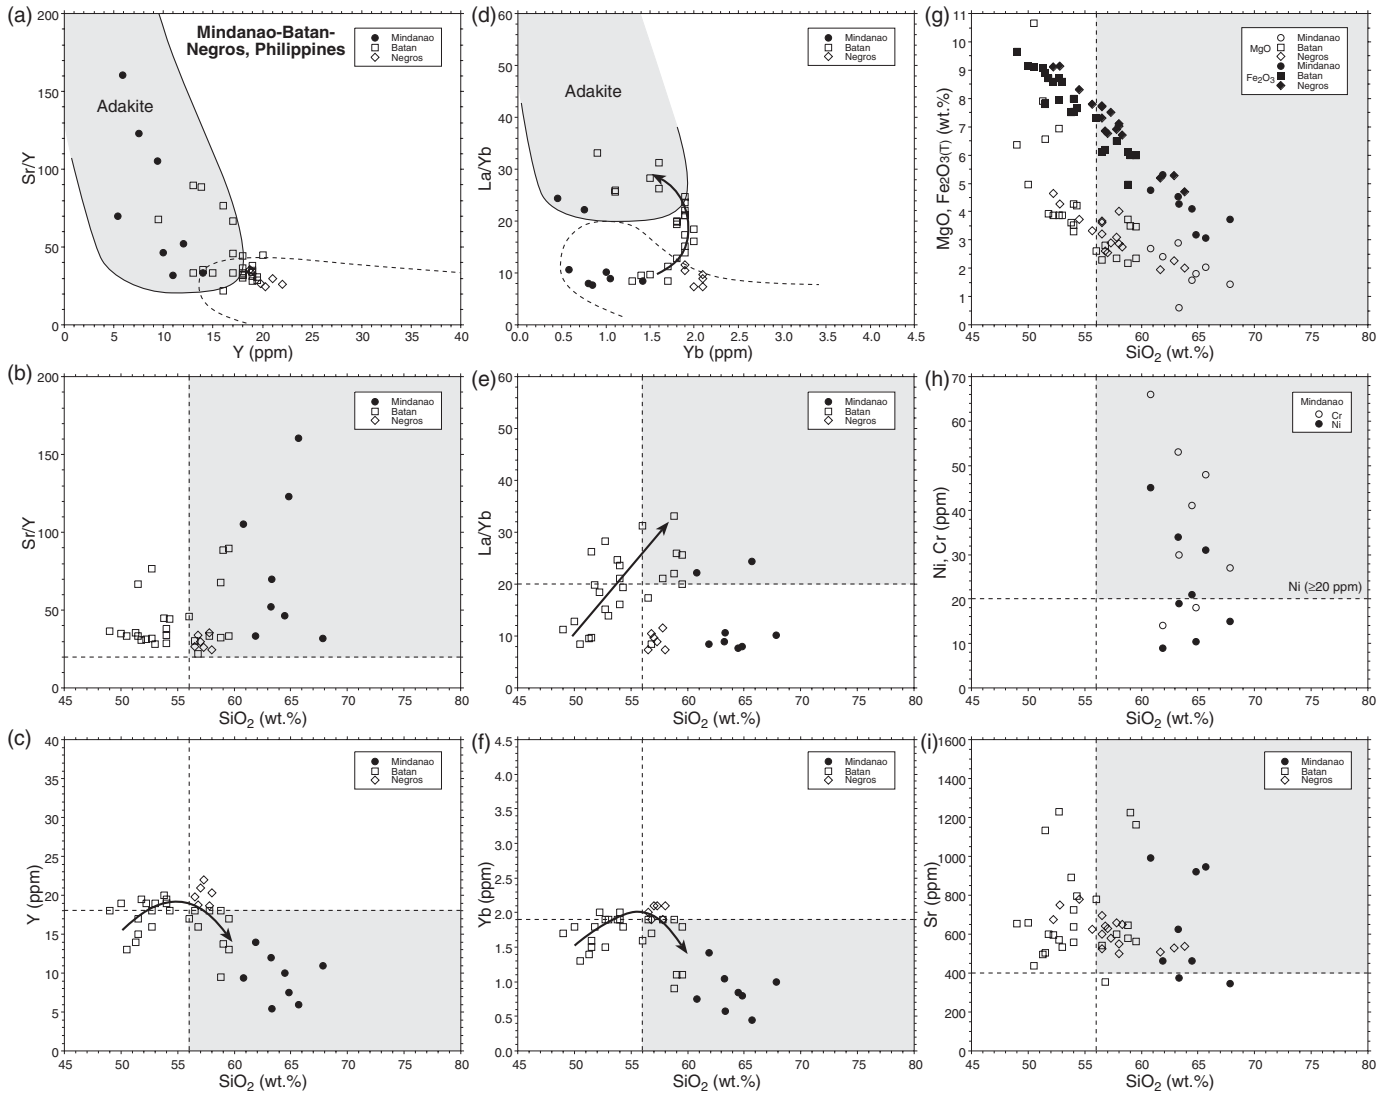 (a)
Mindanao-Batan-
Negros, Philippines
Adakite
Mindanao
Batan
Negros
Sr/Y
200
150
100
50
0
0 5 10 15 20 25 30 35 40
Y (ppm)
(d)
Adakite
Mindanao
Batan
Negros
La/Yb
60
50
40
30
20
10
0
0.0 0.5 1.0 1.5 2.0 2.5 3.0 3.5 4.0 4.5
Yb (ppm)
(g)
Mindanao
MgO Batan
Negros
Mindanao
Fe2O3 Batan
Negros
MgO, Fe2O3(T) (wt.%)
11
10
9
8
7
6
5
4
3
2
1
0
45 50 55 60 65 70 75 80
SiO2 (wt.%)
(b)
Mindanao
Batan
Negros
Sr/Y
200
150
100
50
0
45 50 55 60 65 70 75 80
SiO2 (wt.%)
(e)
Mindanao
Batan
Negros
La/Yb
60
50
40
30
20
10
0
45 50 55 60 65 70 75 80
SiO2 (wt.%)
(h)
Mindanao
Cr
Ni
Ni (≥20 ppm)
Ni, Cr (ppm)
70
60
50
40
30
20
10
0
45 50 55 60 65 70 75 80
SiO2 (wt.%)
(c)
Mindanao
Batan
Negros
Y (ppm)
40
35
30
25
20
15
10
5
0
45 50 55 60 65 70 75 80
SiO2 (wt.%)
(f)
Mindanao
Batan
Negros
Yb (ppm)
4.5
4.0
3.5
3.0
2.5
2.0
1.5
1.0
0.5
0.0
45 50 55 60 65 70 75 80
SiO2 (wt.%)
(i)
Mindanao
Batan
Negros
Sr (ppm)
1600
1400
1200
1000
800
600
400
200
0
45 50 55 60 65 70 75 80
SiO2 (wt.%)